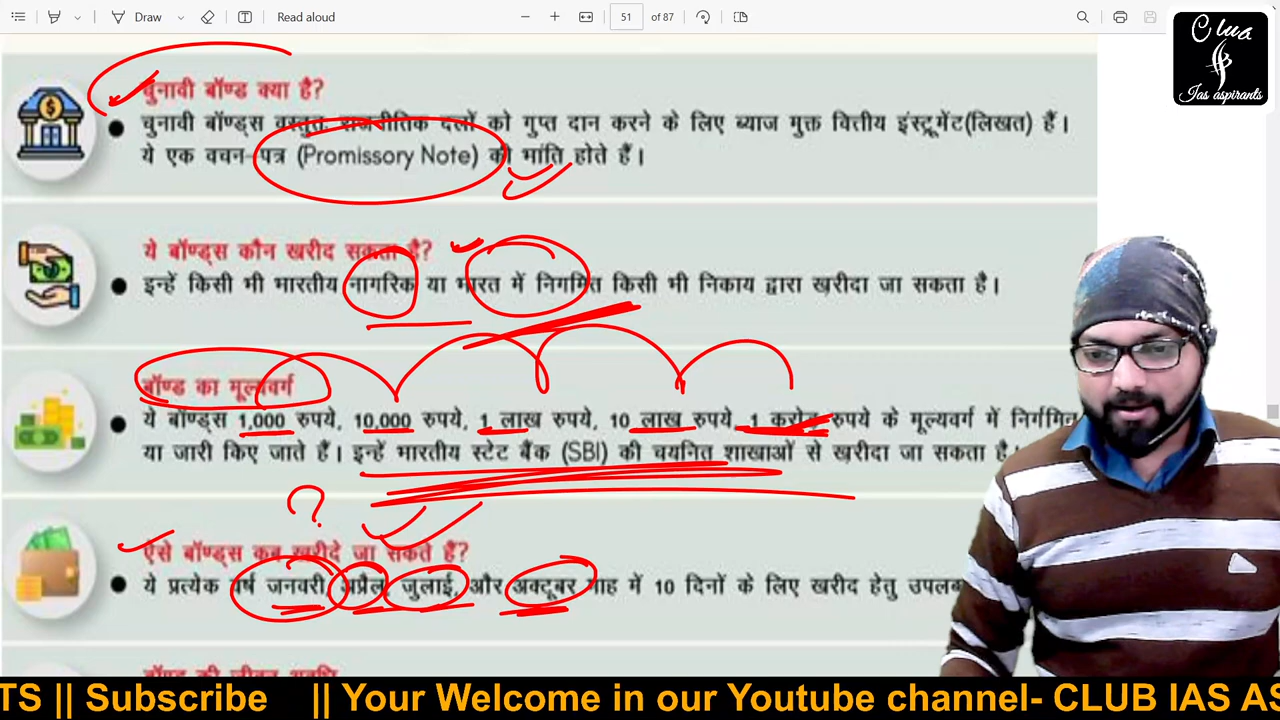 Draw
Read aloud
51
of 87
Clua
Ias aspirants
चुनावी बॉण्ड क्या है?
चुनावी बॉण्ड्स वस्तुतः राजनीतिक दलों को गुप्त दान करने के लिए ब्याज मुक्त वित्तीय इंस्ट्रूमेंट(लिखत) हैं।
ये एक वचन-पत्र (Promissory Note) की भांति होते हैं।
ये बॉण्ड्स कौन खरीद सकता है?
इन्हें किसी भी भारतीय नागरिक या भारत में निगमित किसी भी निकाय द्वारा खरीदा जा सकता है।
बॉण्ड का मूल्यवर्ग
ये बॉण्ड्स 1,000 रुपये, 10,000 रुपये, 1 लाख रुपये, 10 लाख रुपये, 1 करोड़ रुपये के मूल्यवर्ग में निर्गमित
या जारी किए जाते हैं। इन्हें भारतीय स्टेट बैंक (SBI) की चयनित शाखाओं से खरीदा जा सकता है।
?
ऐसे बॉण्ड्स कब खरीदे जा सकते हैं?
ये प्रत्येक वर्ष जनवरी, अप्रैल, जुलाई, और अक्टूबर माह में 10 दिनों के लिए खरीद हेतु
बॉण्ड की जीवन अवधि
TS || Subscribe || Your Welcome in our Youtube channel- CLUB IAS AS